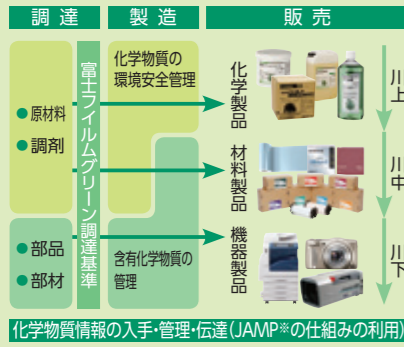 調達
製造
販売
●原材料
●調剤
●部品
●部材
富士フイルムグリーン調達基準
化学物質の
環境安全管理
含有化学物質の
管理
化学製品
材料製品
機器製品
川上
川中
川下
化学物質情報の入手・管理・伝達(JAMP※の仕組みの利用)